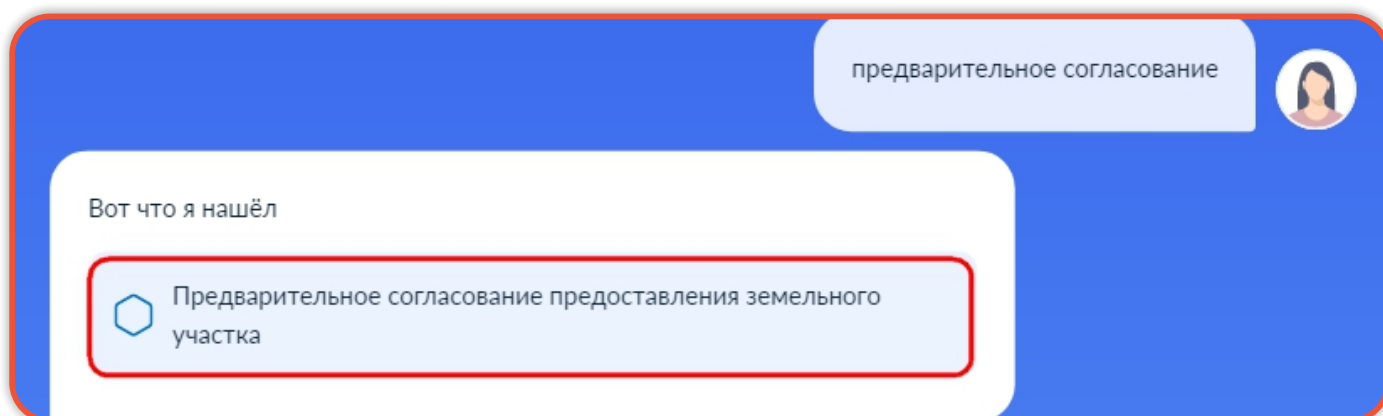 предварительное согласование
Вот что я нашёл
Предварительное согласование предоставления земельного
участка